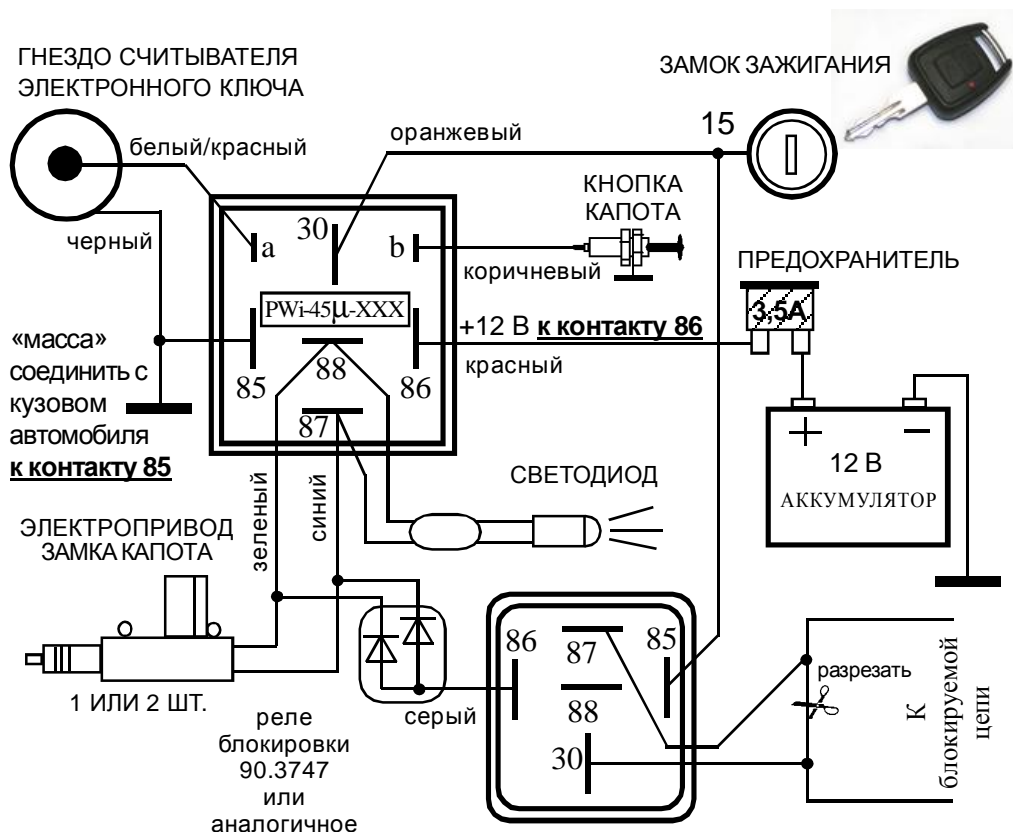 ГНЕЗДО СЧИТЫВАТЕЛЯ
ЭЛЕКТРОННОГО КЛЮЧА
ЗАМОК ЗАЖИГАНИЯ
белый/красный
оранжевый
15
КНОПКА
КАПОТА
черный
a
30
b
коричневый
ПРЕДОХРАНИТЕЛЬ
3,5А
PWi-45μ-XXX
+12 В к контакту 86
красный
«масса»
соединить с
кузовом
автомобиля
к контакту 85
85
88
86
87
+
−
12 В
АККУМУЛЯТОР
зеленый
синий
СВЕТОДИОД
ЭЛЕКТРОПРИВОД
ЗАМКА КАПОТА
1 ИЛИ 2 ШТ.
серый
реле
блокировки
90.3747
или
аналогичное
86
87
85
88
30
разрезать
К
блокируемой
цепи